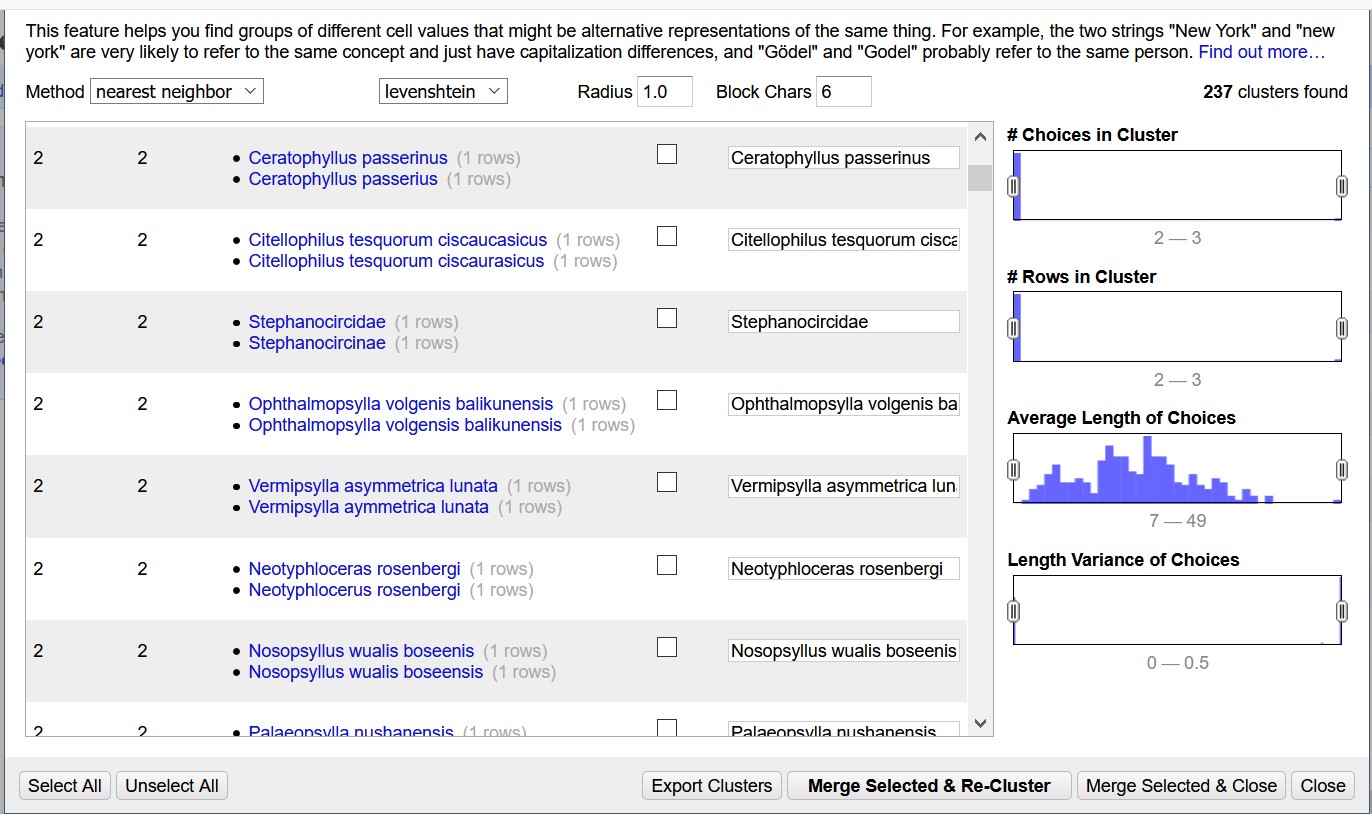 This feature helps you find groups of different cell values that might be alternative representations of the same thing. For example, the two strings "New York" and "new
york" are very likely to refer to the same concept and just have capitalization differences, and "Gödel" and "Godel" probably refer to the same person. Find out more…
Method nearest neighbor levenshtein Radius 1.0 Block Chars 6 237 clusters found
2 2 • Ceratophyllus passerinus (1 rows) Ceratophyllus passerinus
• Ceratophyllus passerius (1 rows)
2 2 • Citellophilus tesquorum ciscaucasicus (1 rows) Citellophilus tesquorum cisca
• Citellophilus tesquorum ciscaurasicus (1 rows)
2 2 • Stephanocircidae (1 rows) Stephanocircidae
• Stephanocircinae (1 rows)
2 2 • Ophthalmopsylla volgenis balikunensis (1 rows) Ophthalmopsylla volgenis ba
• Ophthalmopsylla volgensis balikunensis (1 rows)
2 2 • Vermipsylla asymmetrica lunata (1 rows) Vermipsylla asymmetrica lun
• Vermipsylla aymmetrica lunata (1 rows)
2 2 • Neotyphloceras rosenbergi (1 rows) Neotyphloceras rosenbergi
• Neotyphlocerus rosenbergi (1 rows)
2 2 • Nosopsyllus wualis boseenis (1 rows) Nosopsyllus wualis boseenis
• Nosopsyllus wualis boseensis (1 rows)
2 2 • Palaeopsylla nushanensis (1 rows) Palaeopsylla nushanensis
# Choices in Cluster
2 — 3
# Rows in Cluster
2 — 3
Average Length of Choices
7 — 49
Length Variance of Choices
0 — 0.5
Select All Unselect All Export Clusters Merge Selected & Re-Cluster Merge Selected & Close Close